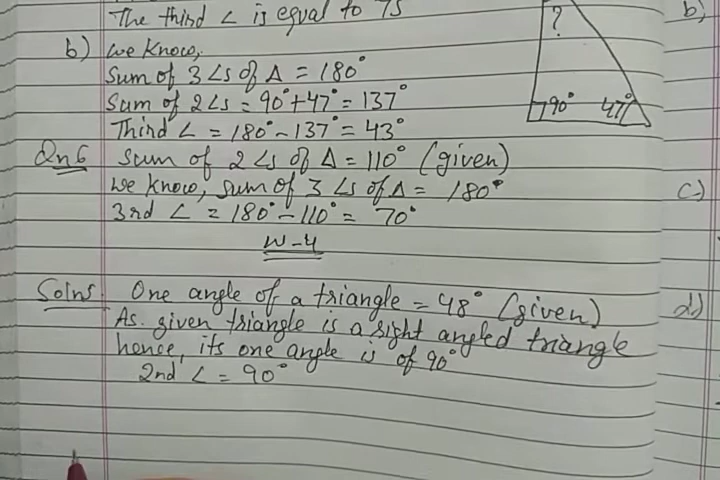 The third ∠ is equal to 75
b) we know,
Sum of 3 ∠s of Δ = 180°
Sum of 2 ∠s = 90°+47° = 137°
Third ∠ = 180° - 137° = 43°
?
90° 47°
Qn 6 Sum of 2 ∠s of Δ = 110° (given)
we know, sum of 3 ∠s of Δ = 180°
3rd ∠ = 180° - 110° = 70°
W-4
Solns. One angle of a triangle = 48° (given)
As given triangle is a right angled triangle
hence, its one angle is of 90°
2nd ∠ = 90°
b)
c)
d)